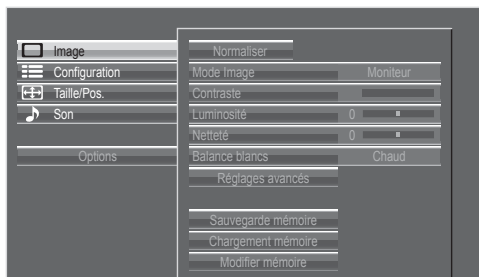 Image
Configuration
Taille/Pos.
Son
Options
Normaliser
Mode Image Moniteur
Contraste
Luminosité 0
Netteté 0
Balance blancs Chaud
Réglages avancés
Sauvegarde mémoire
Chargement mémoire
Modifier mémoire